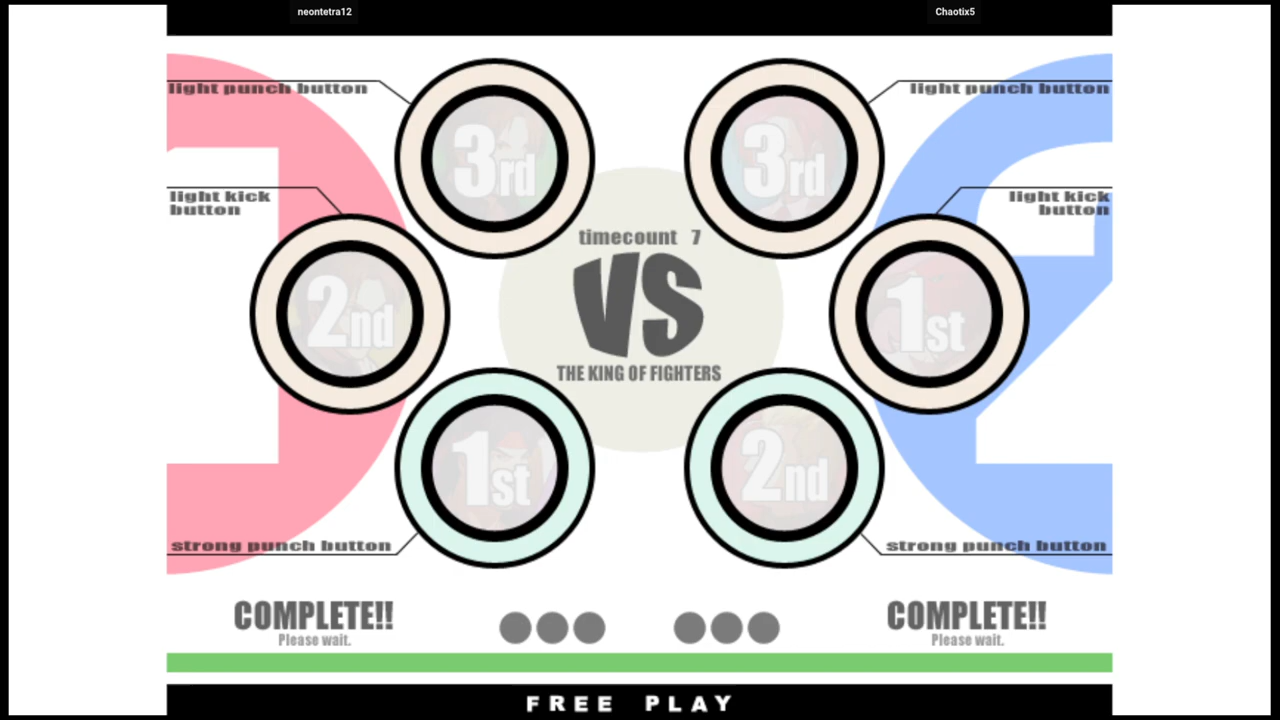 neontetra12
Chaotix5
light punch button
light punch button
3rd
3rd
light kick
button
light kick
button
timecount 7
VS
THE KING OF FIGHTERS
2nd
1st
1st
2nd
strong punch button
strong punch button
COMPLETE!!
Please wait.
COMPLETE!!
Please wait.
FREE PLAY